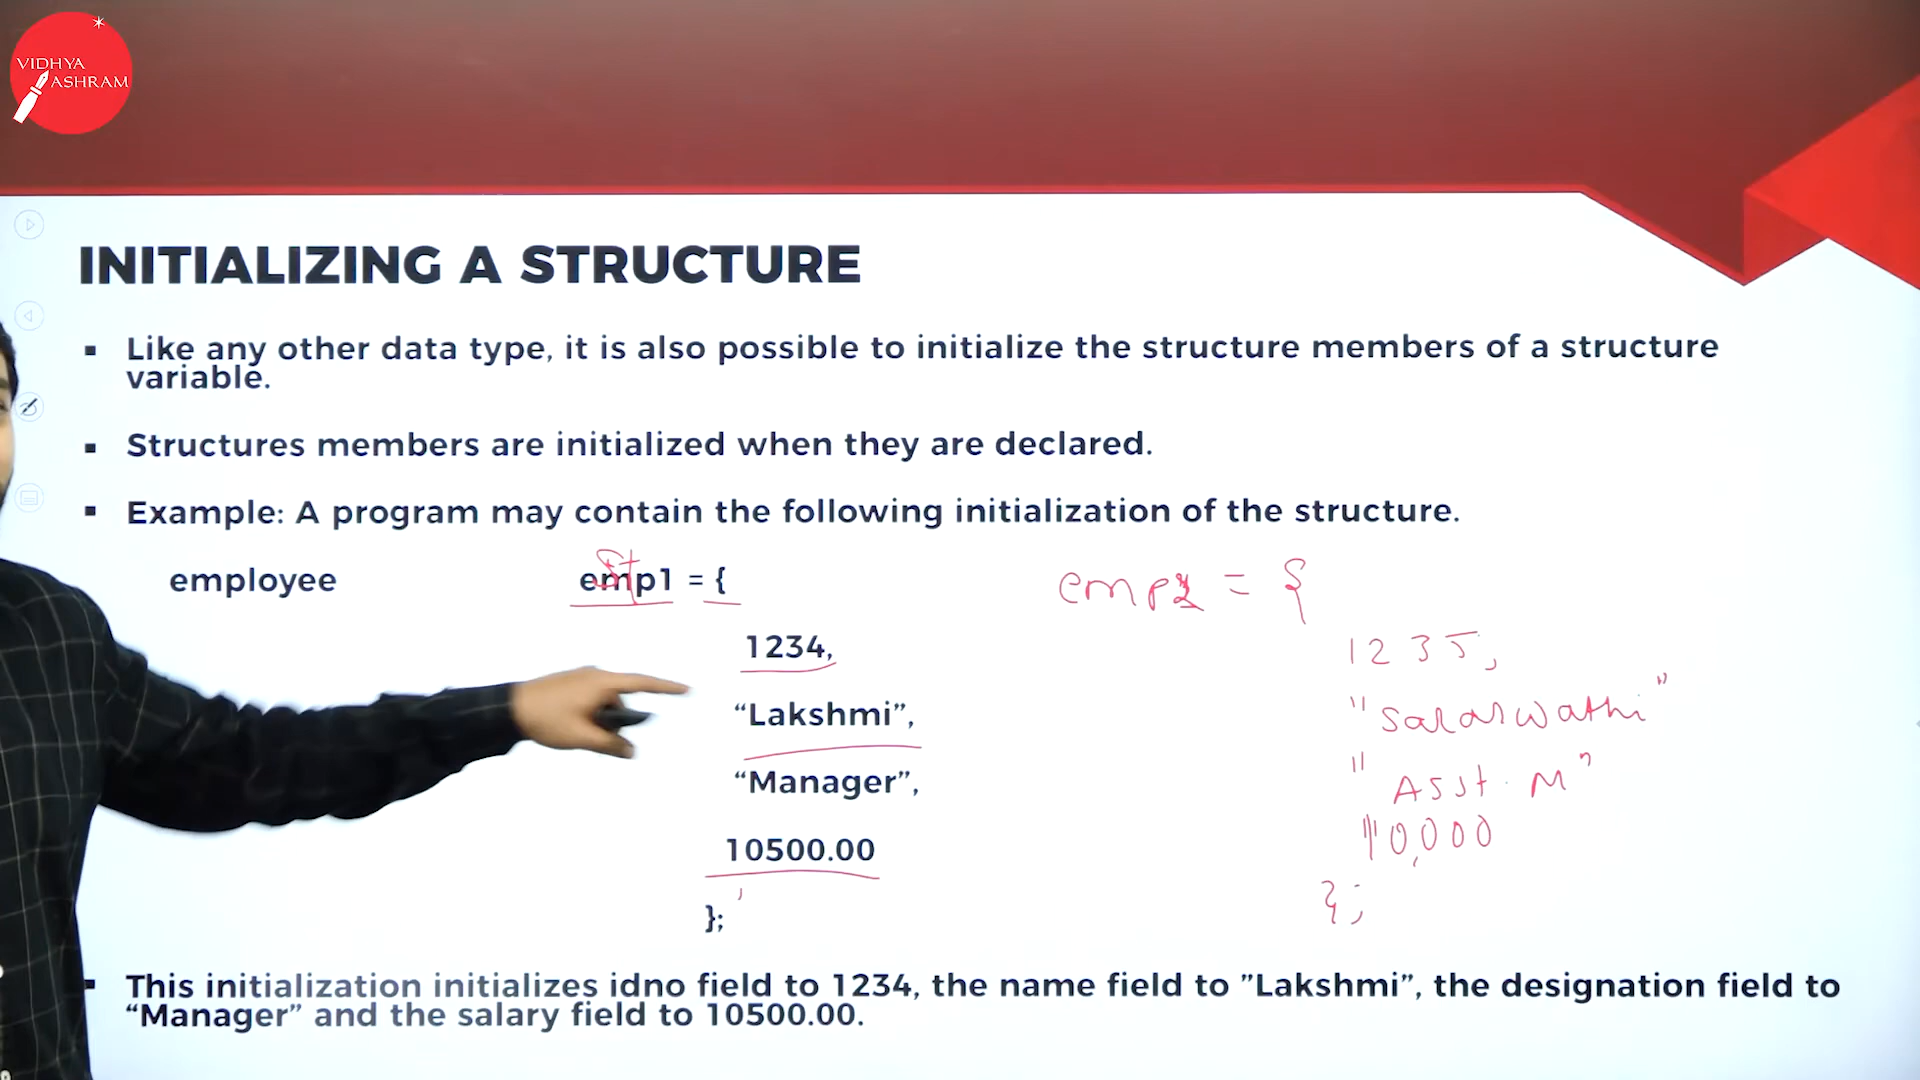 VIDHYA
ASHRAM
INITIALIZING A STRUCTURE
▪ Like any other data type, it is also possible to initialize the structure members of a structure
variable.
▪ Structures members are initialized when they are declared.
▪ Example: A program may contain the following initialization of the structure.
St
employee emp1 = { emp2 = {
1234, 1235,
“Lakshmi”, "Saraswathi"
“Manager”, "Asst. M"
10500.00 10,000
}; };
▪ This initialization initializes idno field to 1234, the name field to ”Lakshmi”, the designation field to
“Manager” and the salary field to 10500.00.